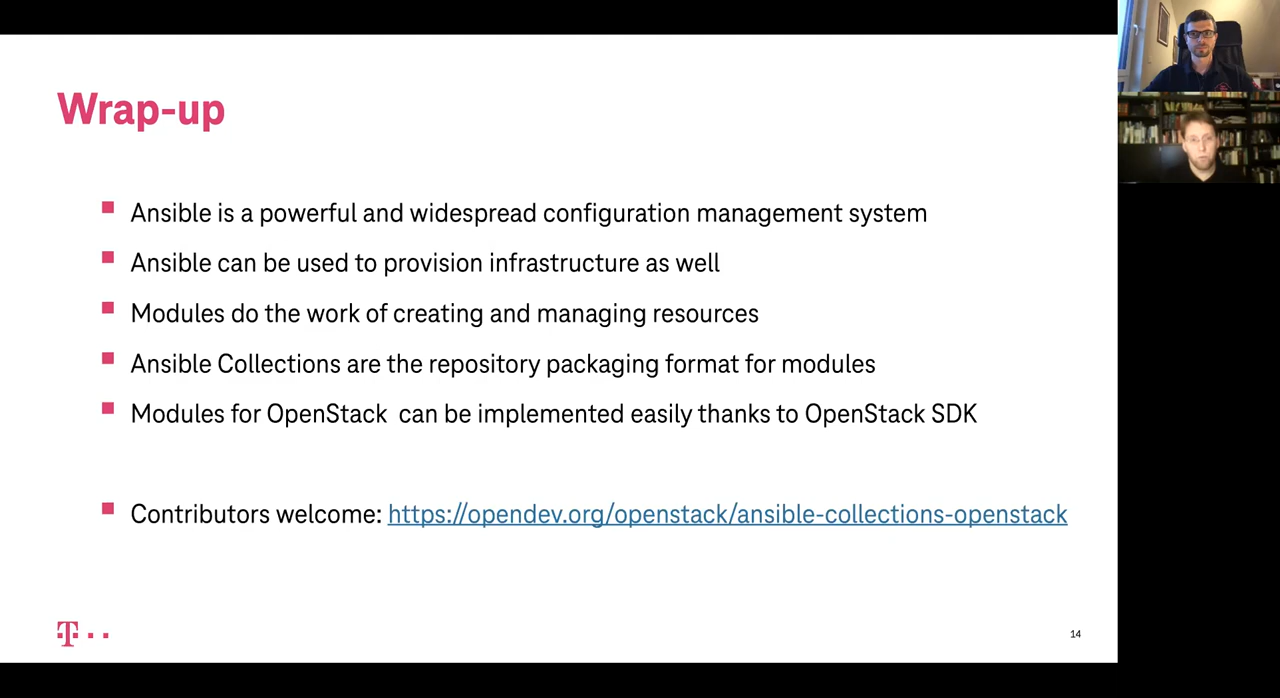 Wrap-up
Ansible is a powerful and widespread configuration management system
Ansible can be used to provision infrastructure as well
Modules do the work of creating and managing resources
Ansible Collections are the repository packaging format for modules
Modules for OpenStack  can be implemented easily thanks to OpenStack SDK
Contributors welcome: https://opendev.org/openstack/ansible-collections-openstack
T
14